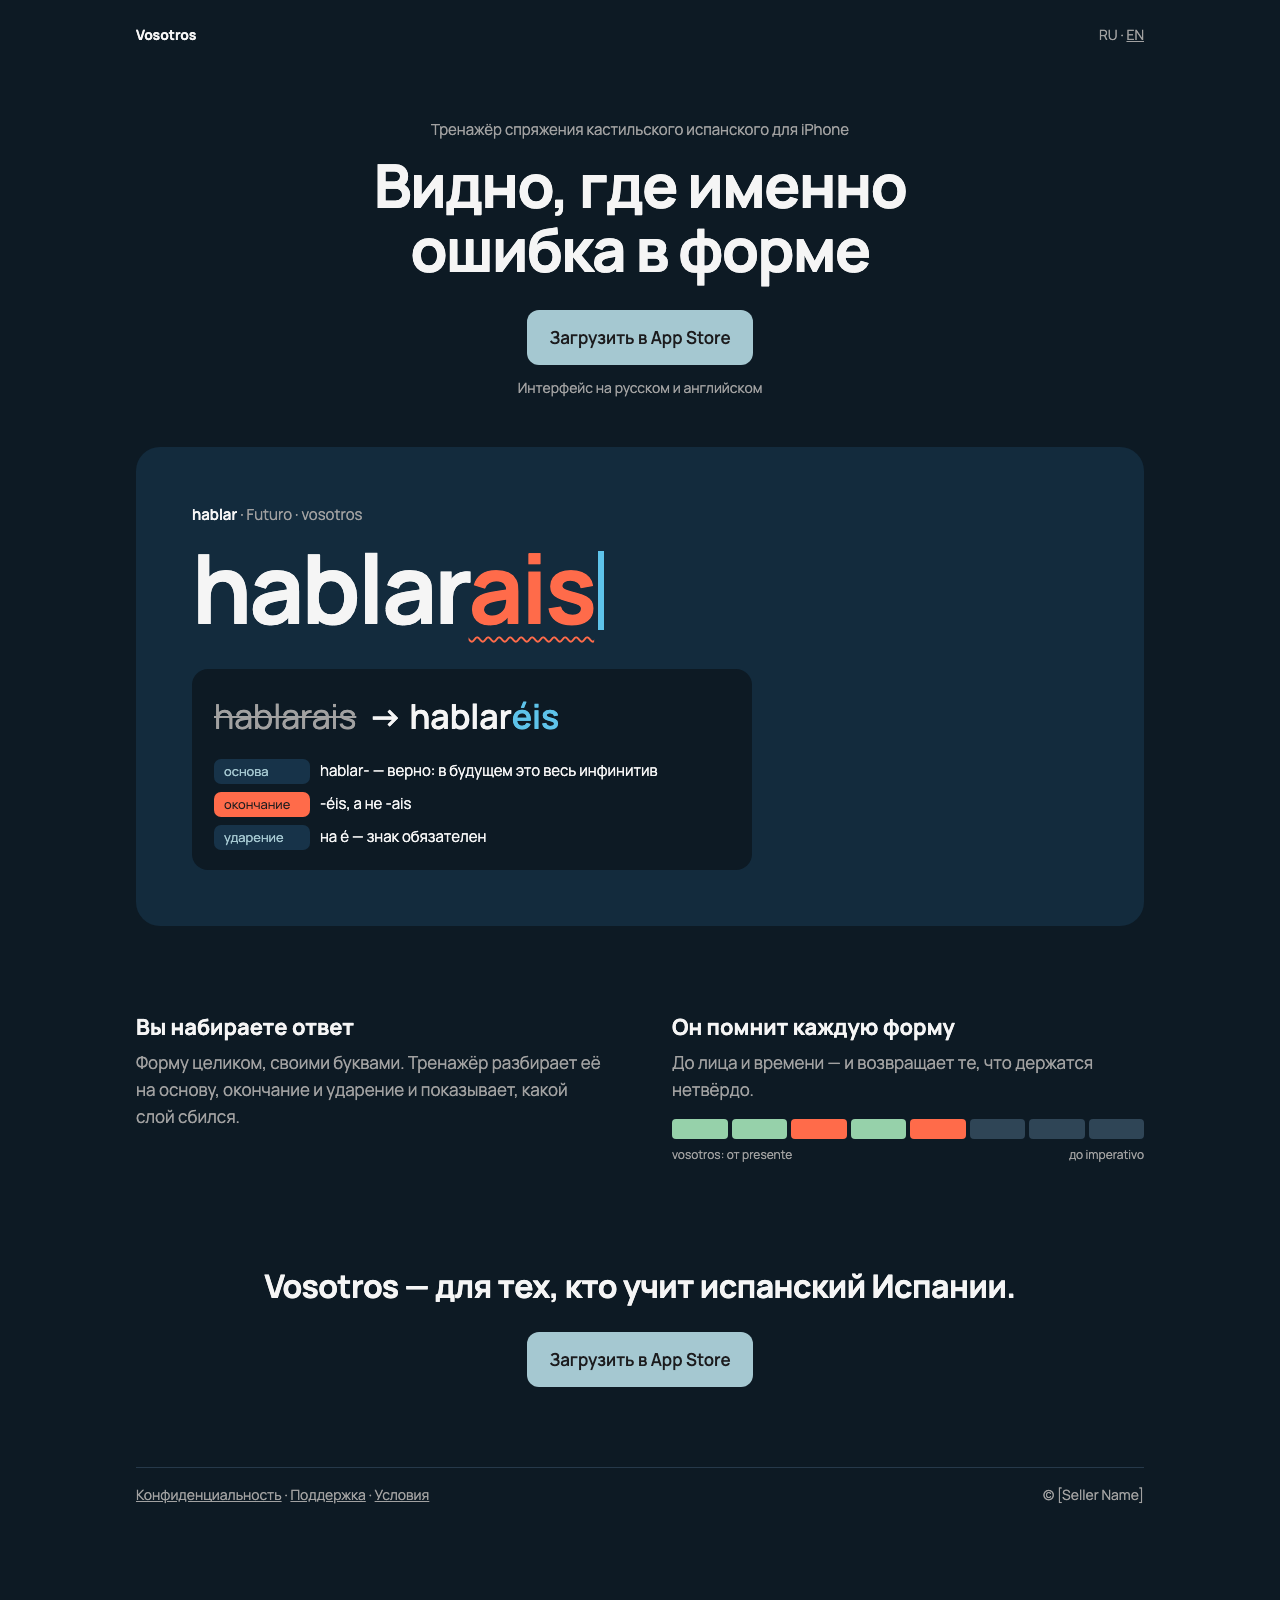 Vosotros
RU · EN
Тренажёр спряжения кастильского испанского для iPhone
Видно, где именно
ошибка в форме
Загрузить в App Store
Интерфейс на русском и английском
hablar · Futuro · vosotros
hablarais
hablarais → hablaréis
основа hablar- — верно: в будущем это весь инфинитив
окончание -éis, а не -ais
ударение на é — знак обязателен
Вы набираете ответ
Форму целиком, своими буквами. Тренажёр разбирает её
на основу, окончание и ударение и показывает, какой
слой сбился.
Он помнит каждую форму
До лица и времени — и возвращает те, что держатся
нетвёрдо.
vosotros: от presente
до imperativo
Vosotros — для тех, кто учит испанский Испании.
Загрузить в App Store
Конфиденциальность · Поддержка · Условия
© [Seller Name]